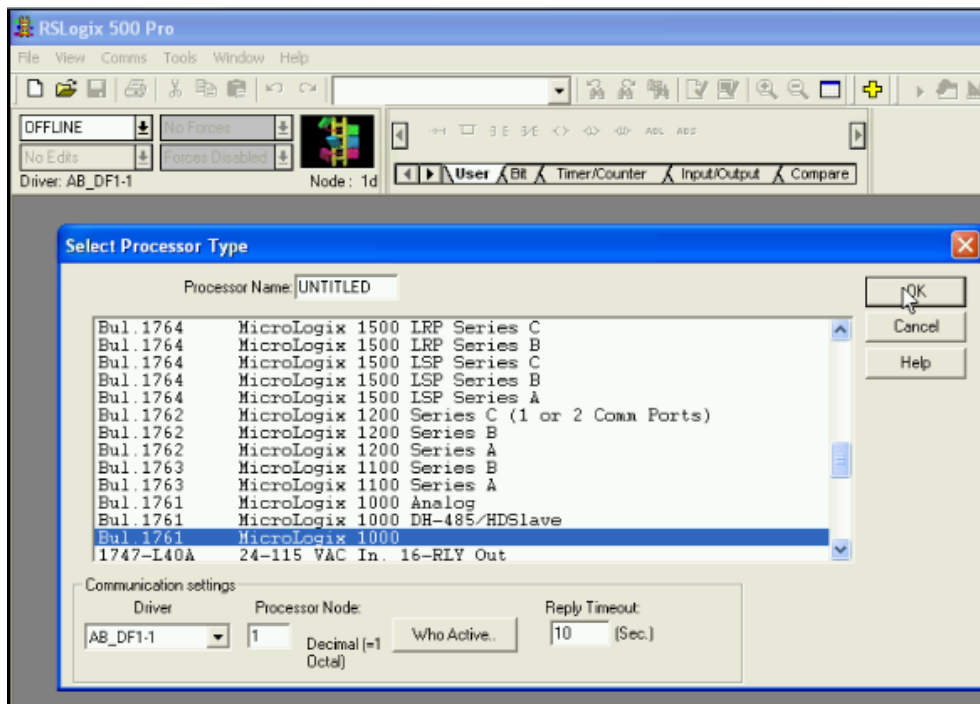 RSLogix 500 Pro
File View Comms Tools Window Help
OFFLINE No Forces
No Edits Forces Disabled
Driver: AB_DF1-1 Node: 1d
ABL ABS
User Bit Timer/Counter Input/Output Compare
Select Processor Type
Processor Name: UNTITLED
OK
Cancel
Help
Bul.1764 MicroLogix 1500 LRP Series C
Bul.1764 MicroLogix 1500 LRP Series B
Bul.1764 MicroLogix 1500 LSP Series C
Bul.1764 MicroLogix 1500 LSP Series B
Bul.1764 MicroLogix 1500 LSP Series A
Bul.1762 MicroLogix 1200 Series C (1 or 2 Comm Ports)
Bul.1762 MicroLogix 1200 Series B
Bul.1762 MicroLogix 1200 Series A
Bul.1763 MicroLogix 1100 Series B
Bul.1763 MicroLogix 1100 Series A
Bul.1761 MicroLogix 1000 Analog
Bul.1761 MicroLogix 1000 DH-485/HDSlave
Bul.1761 MicroLogix 1000
1747-L40A 24-115 VAC In. 16-RLY Out
Communication settings
Driver Processor Node: Reply Timeout:
AB_DF1-1 1 Decimal (=1 Octal) Who Active.. 10 (Sec.)